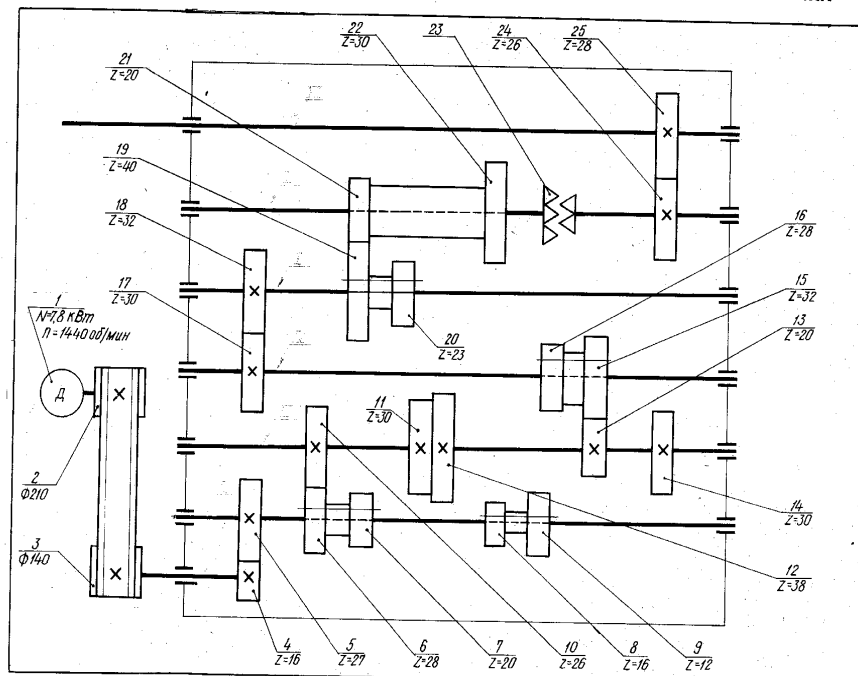 22
Z=30
23
24
Z=26
25
Z=28
21
Z=20
19
Z=40
18
Z=32
16
Z=28
17
Z=30
15
Z=32
1
N=7,8 кВт
n=1440 об/мин
13
Z=20
20
Z=23
Д
11
Z=30
2
Ф210
14
Z=30
3
Ф140
12
Z=38
4
Z=16
5
Z=27
6
Z=28
7
Z=20
10
Z=26
8
Z=16
9
Z=12